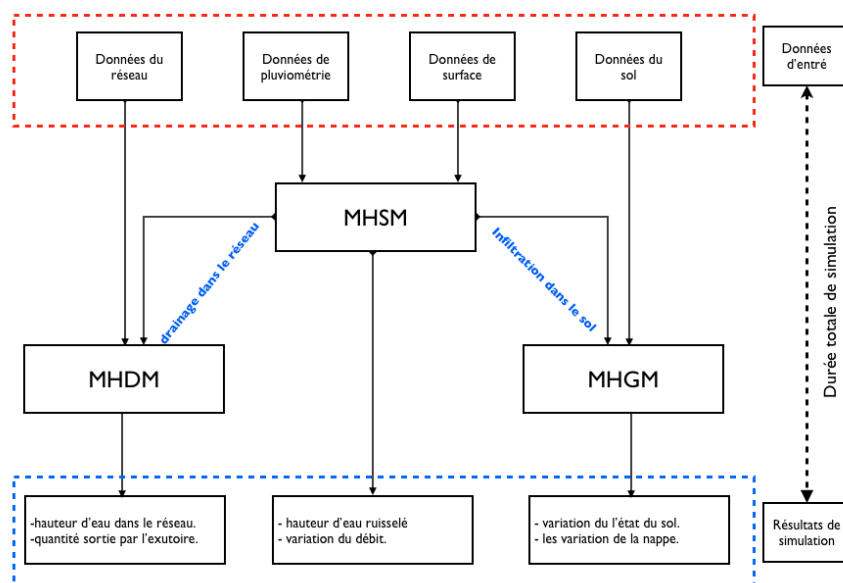 Données du
réseau
Données de
pluviométrie
Données de
surface
Données du
sol
Données
d'entré
MHSM
drainage dans le réseau
Infiltration dans le sol
Durée totale de simulation
MHDM
MHGM
-hauteur d'eau dans le réseau.
-quantité sortie par l'exutoire.
- hauteur d'eau ruisselé
- variation du débit.
- variation du l'état du sol.
- les variation de la nappe.
Résultats de
simulation